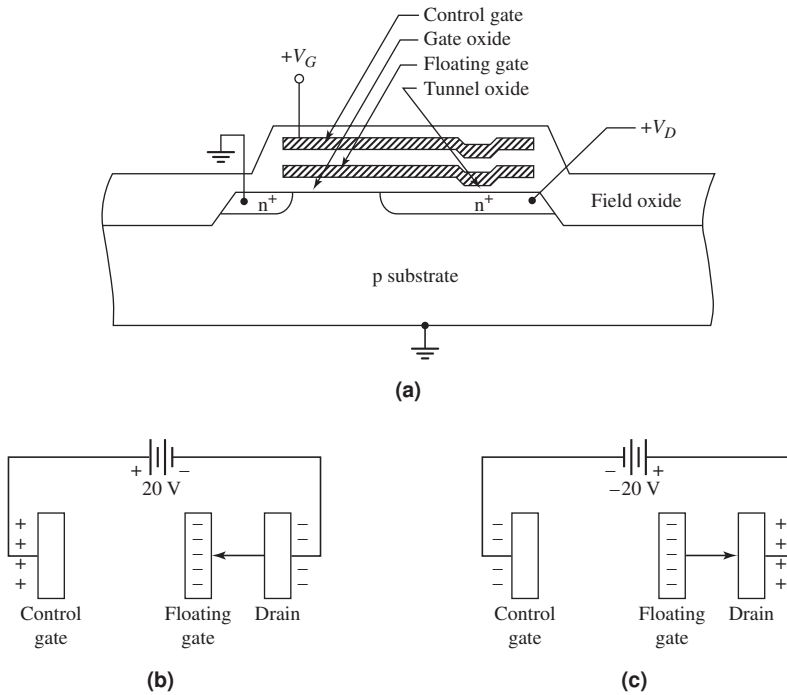 Control gate
Gate oxide
+V_G
Floating gate
Tunnel oxide
+V_D
n+
n+
Field oxide
p substrate
(a)
+ −
20 V
− +
−20 V
+ − − −
+ − − −
+ − − −
+ − − −
−
− − +
− − +
− − +
− − +
−
Control gate
Floating gate
Drain
Control gate
Floating gate
Drain
(b)
(c)